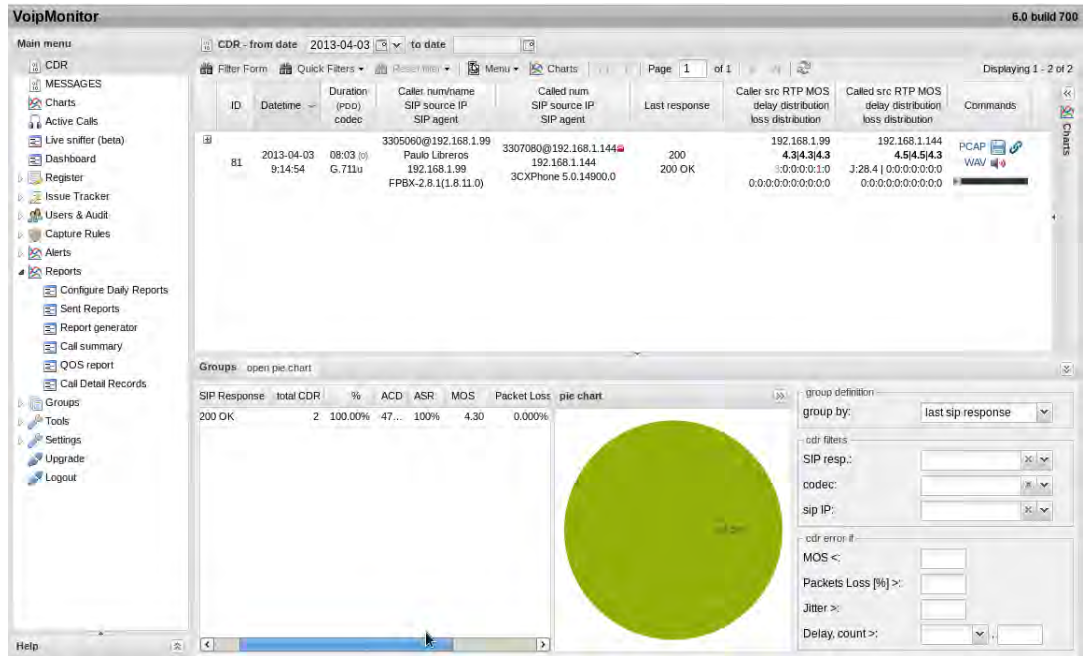 VoipMonitor
6.0 build 700
Main menu
CDR
MESSAGES
Charts
Active Calls
Live sniffer (beta)
Dashboard
Register
Issue Tracker
Users & Audit
Capture Rules
Alerts
Reports
Configure Daily Reports
Sent Reports
Report generator
Call summary
QOS report
Call Detail Records
Groups
Tools
Settings
Upgrade
Logout
Help
CDR - from date 2013-04-03 to date
Filter Form Quick Filters Reset filter Menu Charts Page 1 of 1 Displaying 1 - 2 of 2
ID
Datetime
Duration
(PDD)
codec
Caller num/name
SIP source IP
SIP agent
Called num
SIP source IP
SIP agent
Last response
Caller src RTP MOS
delay distribution
loss distribution
Called src RTP MOS
delay distribution
loss distribution
Commands
Charts
81
2013-04-03
9:14:54
08:03 (0)
G.711u
3305060@192.168.1.99
Paulo Libreros
192.168.1.99
FPBX-2.8.1(1.8.11.0)
3307080@192.168.1.144
192.168.1.144
3CXPhone 5.0.14900.0
200
200 OK
192.168.1.99
4.3|4.3|4.3
:0:0:0:0:1:0
0:0:0:0:0:0:0:0:0
192.168.1.144
4.5|4.5|4.3
J:28.4 | 0:0:0:0:0:0:0
0:0:0:0:0:0:0:0:0
PCAP
WAV
Groups open pie chart
SIP Response total CDR % ACD ASR MOS Packet Loss
200 OK 2 100.00% 47... 100% 4.30 0.000%
pie chart
group definition
group by: last sip response
cdr filters
SIP resp.:
codec:
sip IP:
cdr error if
MOS <:
Packets Loss [%] >:
Jitter >:
Delay, count >: